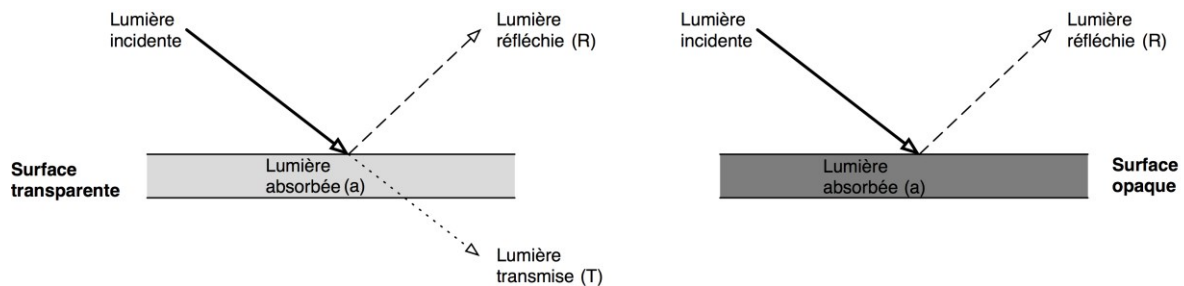 Lumière
incidente
Lumière
réfléchie (R)
Surface
transparente
Lumière
absorbée (a)
Lumière
transmise (T)
Lumière
incidente
Lumière
réfléchie (R)
Lumière
absorbée (a)
Surface
opaque